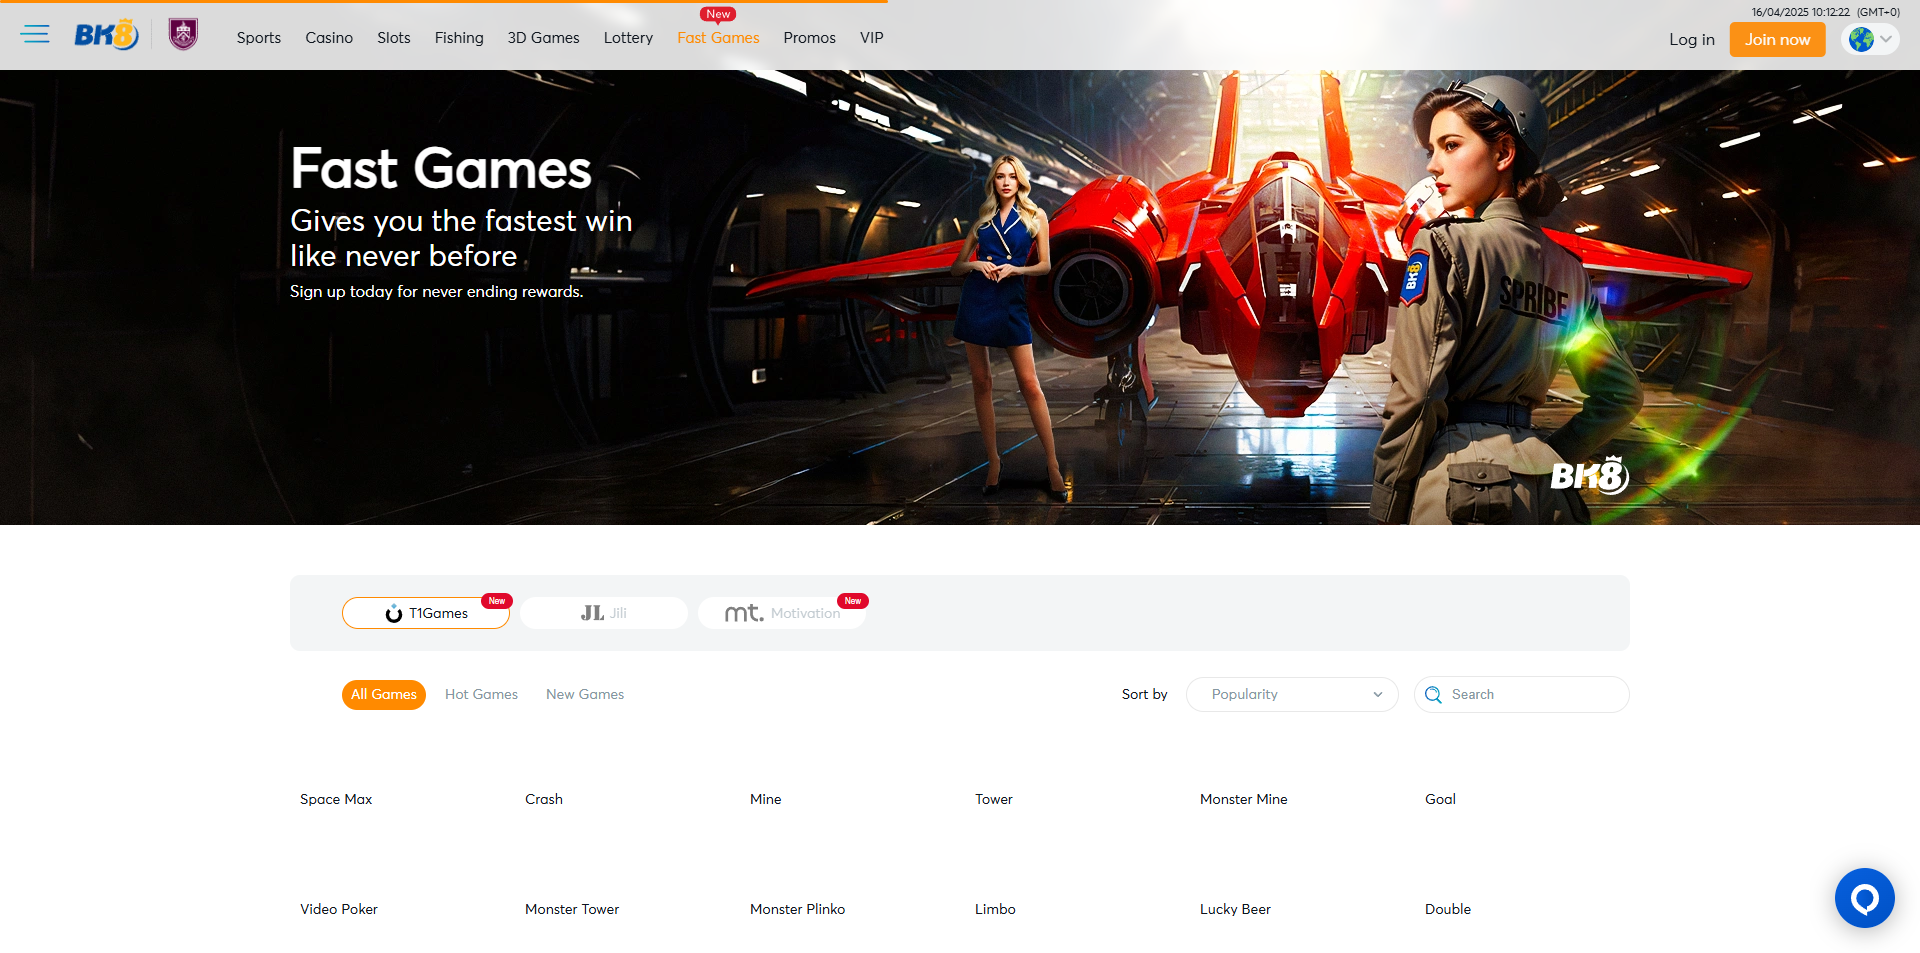 New
16/04/2025 10:12:22 (GMT+0)
BK8
Sports
Casino
Slots
Fishing
3D Games
Lottery
Fast Games
Promos
VIP
Log in
Join now
Fast Games
Gives you the fastest win
like never before
Sign up today for never ending rewards.
BK8
SPRIBE
BK8
T1Games
New
JL Jili
mt. Motivation
New
All Games
Hot Games
New Games
Sort by
Popularity
Search
Space Max
Crash
Mine
Tower
Monster Mine
Goal
Video Poker
Monster Tower
Monster Plinko
Limbo
Lucky Beer
Double